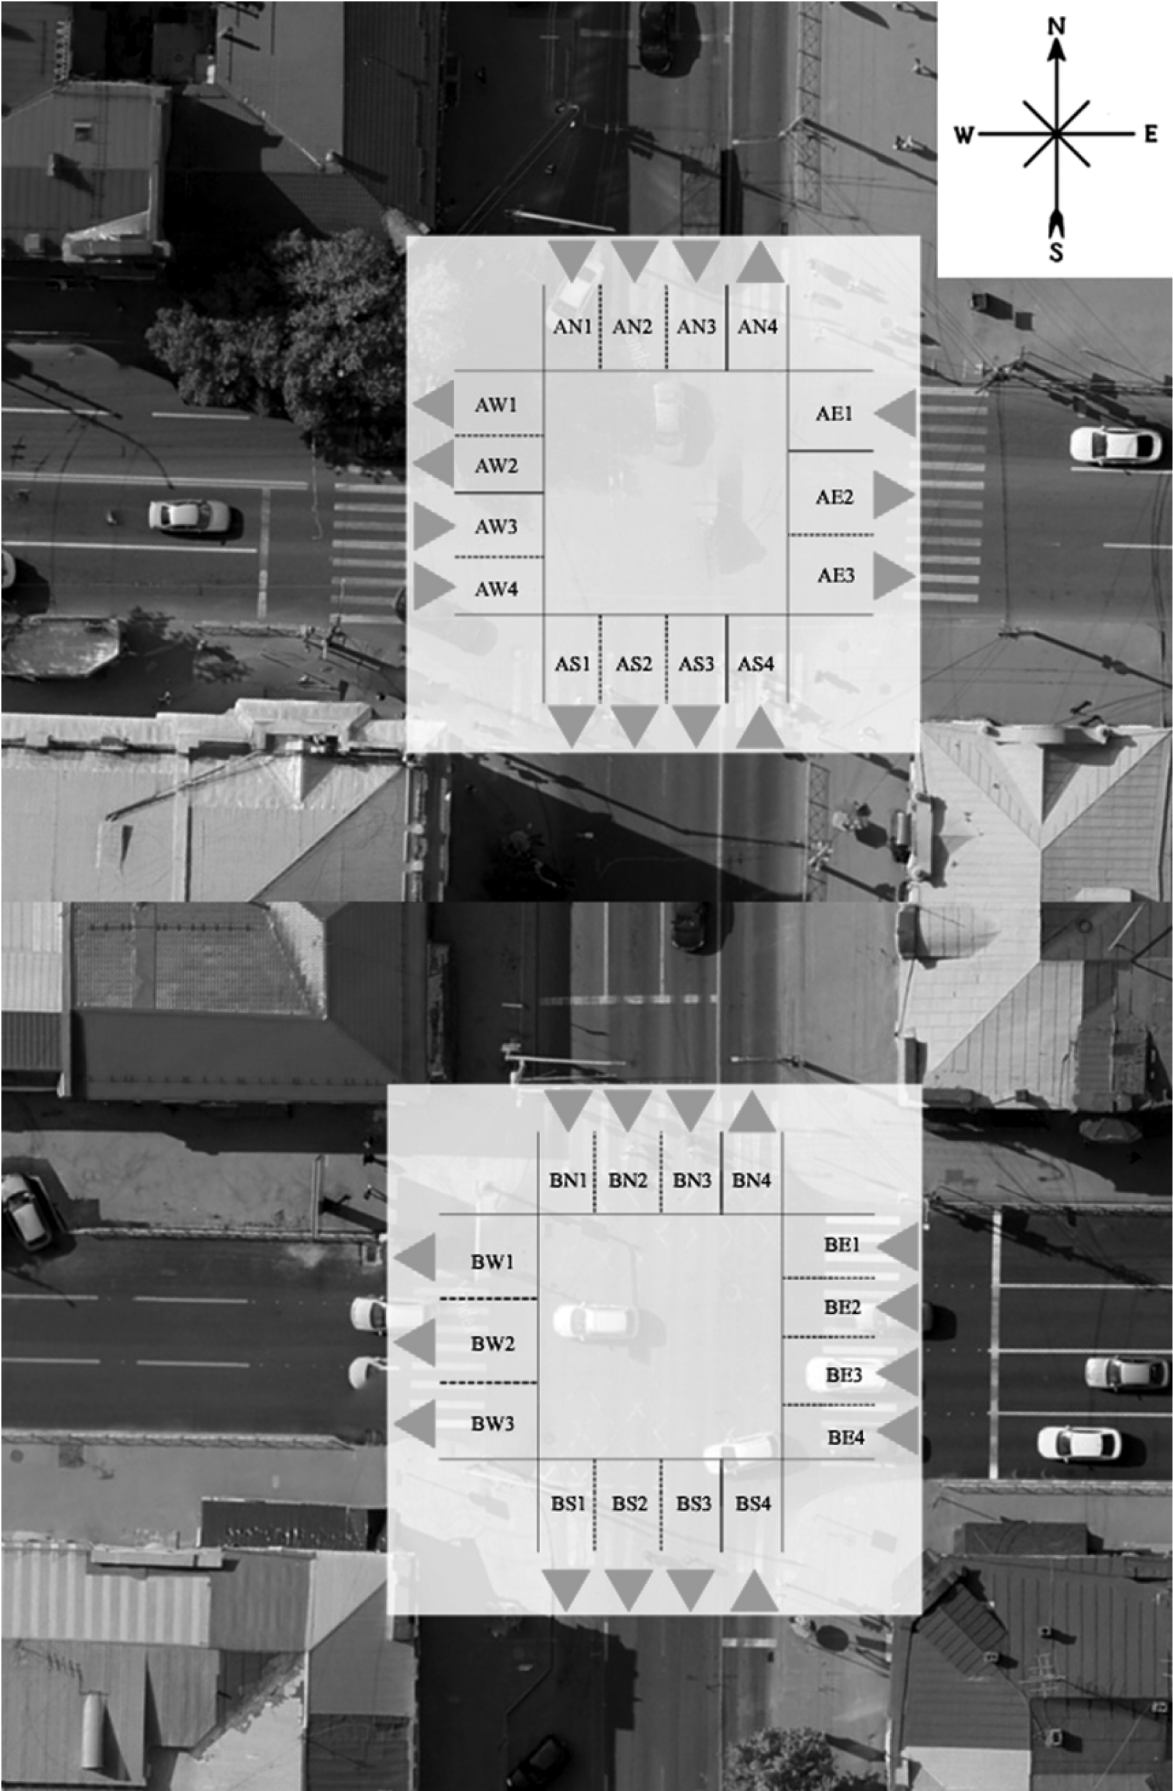 N
W E
S
AN1 AN2 AN3 AN4
AW1
AE1
AW2
AE2
AW3
AE3
AW4
AS1 AS2 AS3 AS4
BN1 BN2 BN3 BN4
BE1
BW1
BE2
BW2
BE3
BW3
BE4
BS1 BS2 BS3 BS4